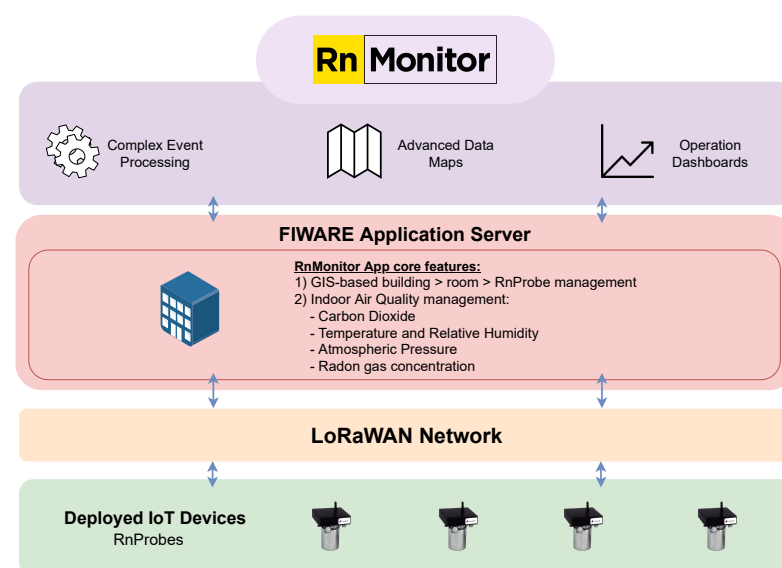 Rn Monitor
Complex Event
Processing
Advanced Data
Maps
Operation
Dashboards
FIWARE Application Server
RnMonitor App core features:
1) GIS-based building > room > RnProbe management
2) Indoor Air Quality management:
- Carbon Dioxide
- Temperature and Relative Humidity
- Atmospheric Pressure
- Radon gas concentration
LoRaWAN Network
Deployed IoT Devices
RnProbes